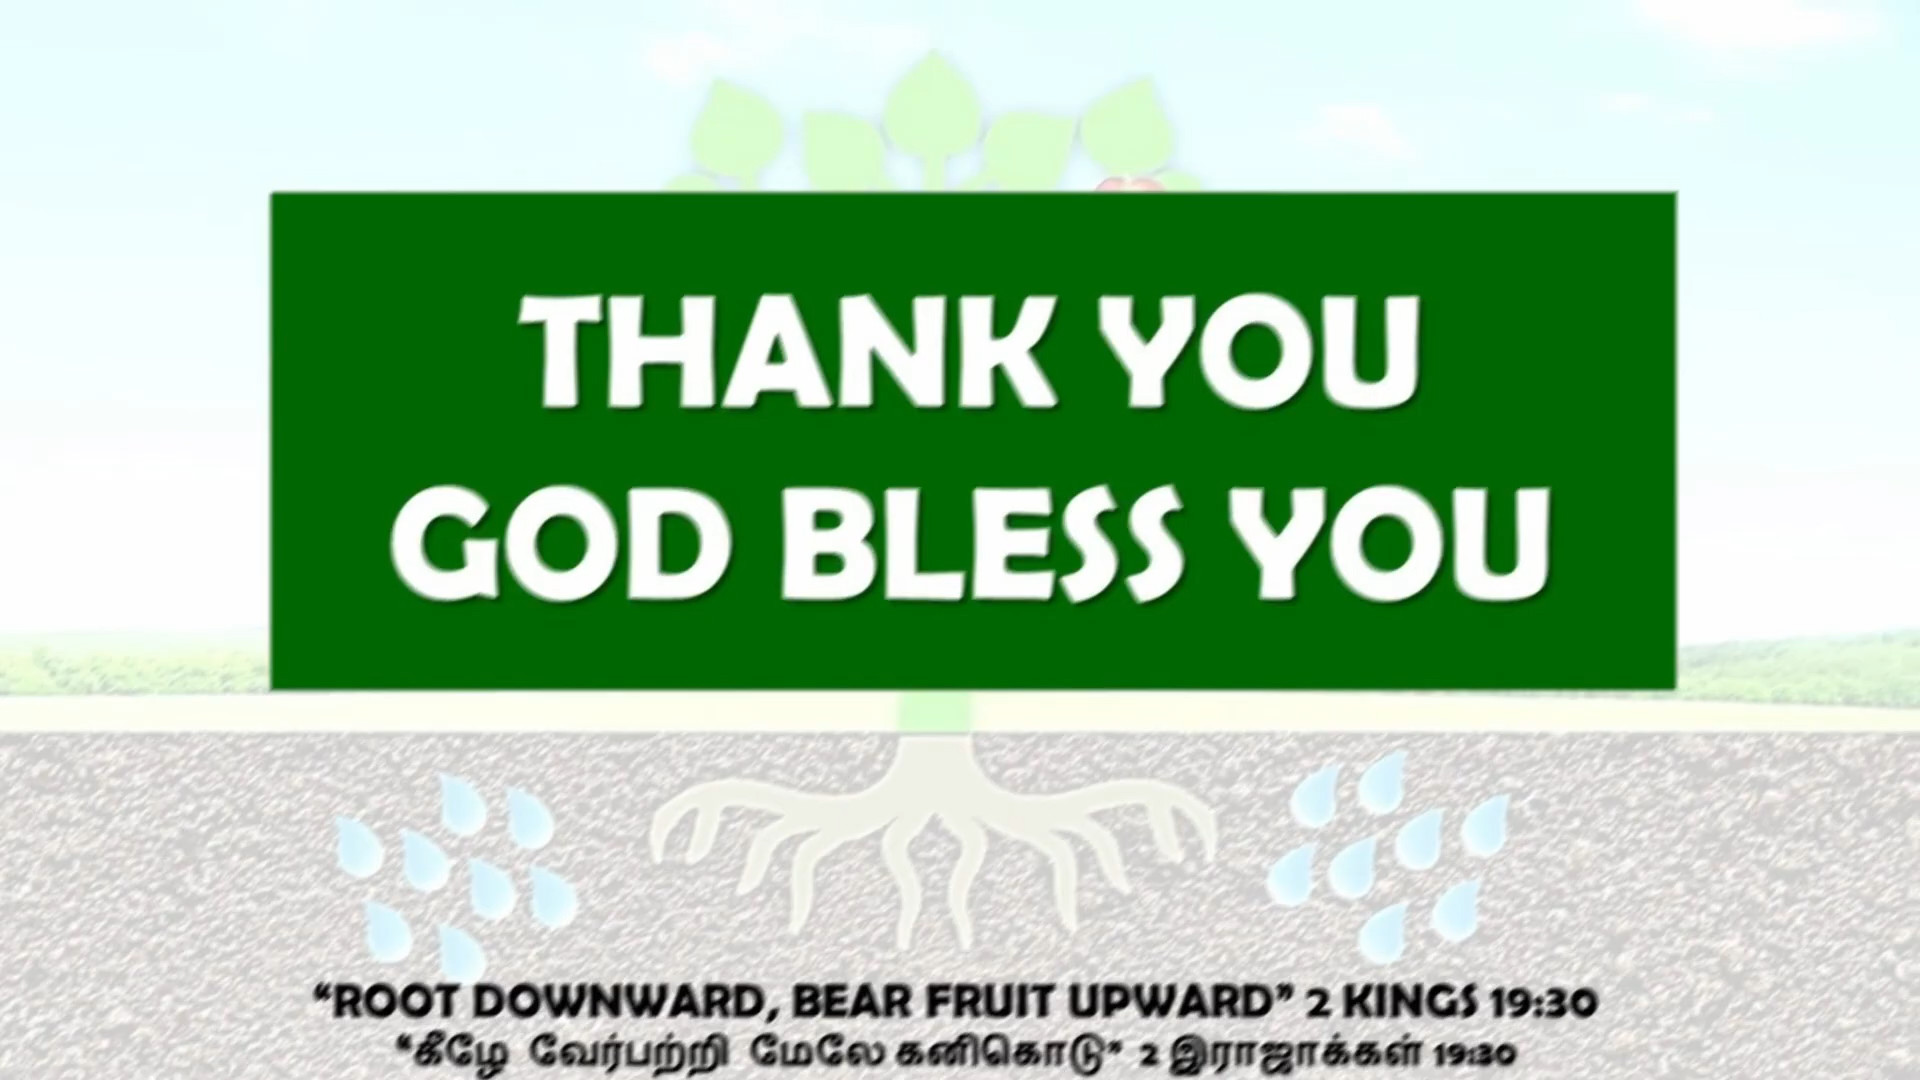 THANK YOU
GOD BLESS YOU
“ROOT DOWNWARD, BEAR FRUIT UPWARD” 2 KINGS 19:30
“கீழே வேர்பற்றி மேலே கனிகொடு” 2 இராஜாக்கள் 19:30